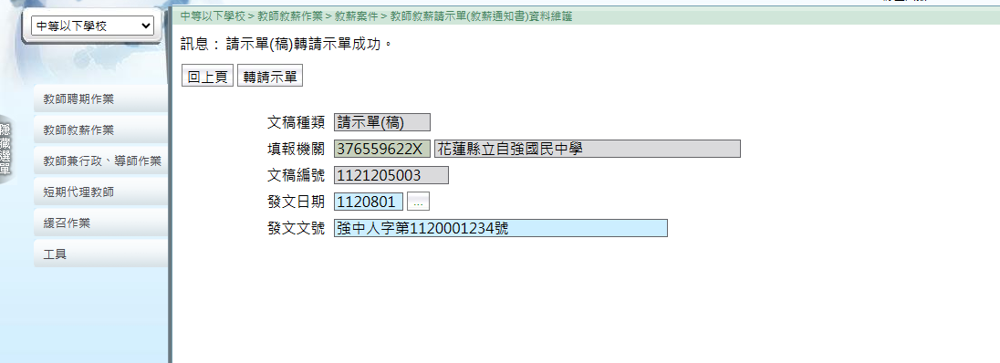 中等以下學校
中等以下學校 > 教師敘薪作業 > 敘薪案件 > 教師敘薪請示單(敘薪通知書)資料維護
訊息： 請示單(稿)轉請示單成功。
回上頁 轉請示單
教師聘期作業
教師敘薪作業
教師兼行政、導師作業
短期代理教師
緩召作業
工具
隱藏選單
文稿種類 請示單(稿)
填報機關 376559622X 花蓮縣立自強國民中學
文稿編號 1121205003
發文日期 1120801 ...
發文文號 強中人字第1120001234號